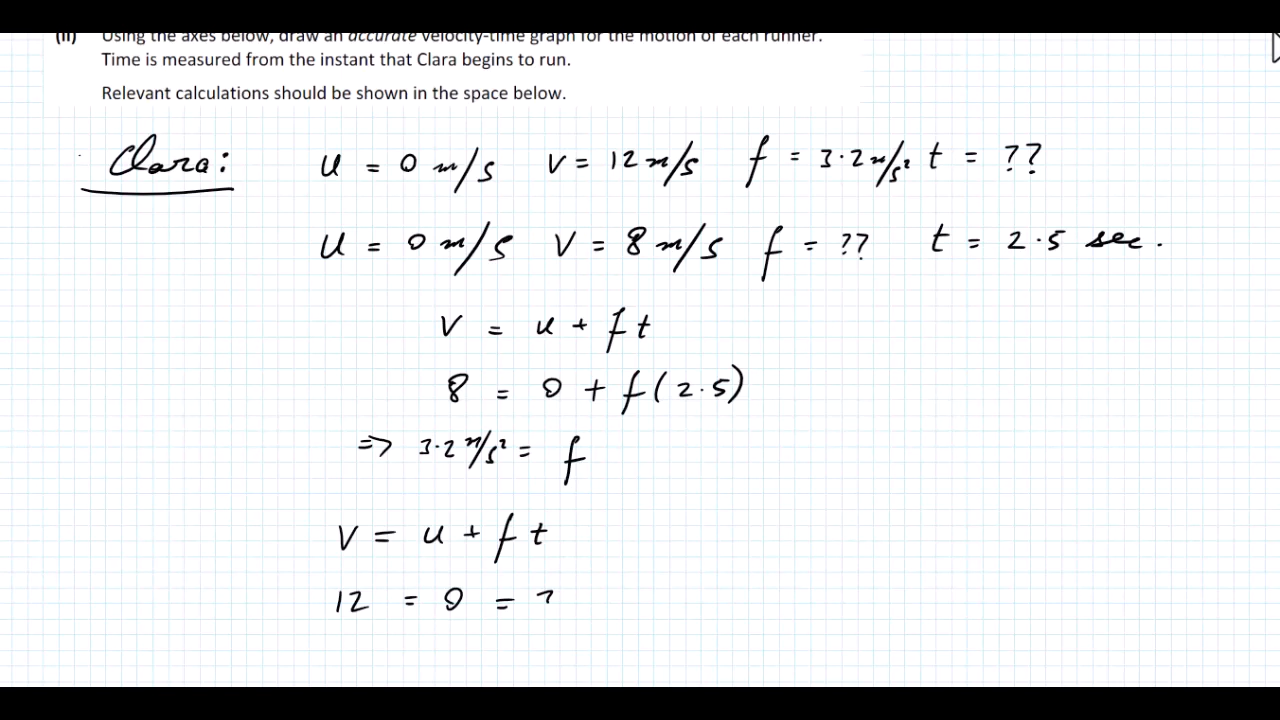 (ii) Using the axes below, draw an accurate velocity-time graph for the motion of each runner.
Time is measured from the instant that Clara begins to run.
Relevant calculations should be shown in the space below.
Clara: u = 0 m/s v = 12 m/s f = 3.2 m/s² t = ??
u = 0 m/s v = 8 m/s f = ?? t = 2.5 sec.
v = u + ft
8 = 0 + f(2.5)
=> 3.2 m/s² = f
v = u + ft
12 = 0 =